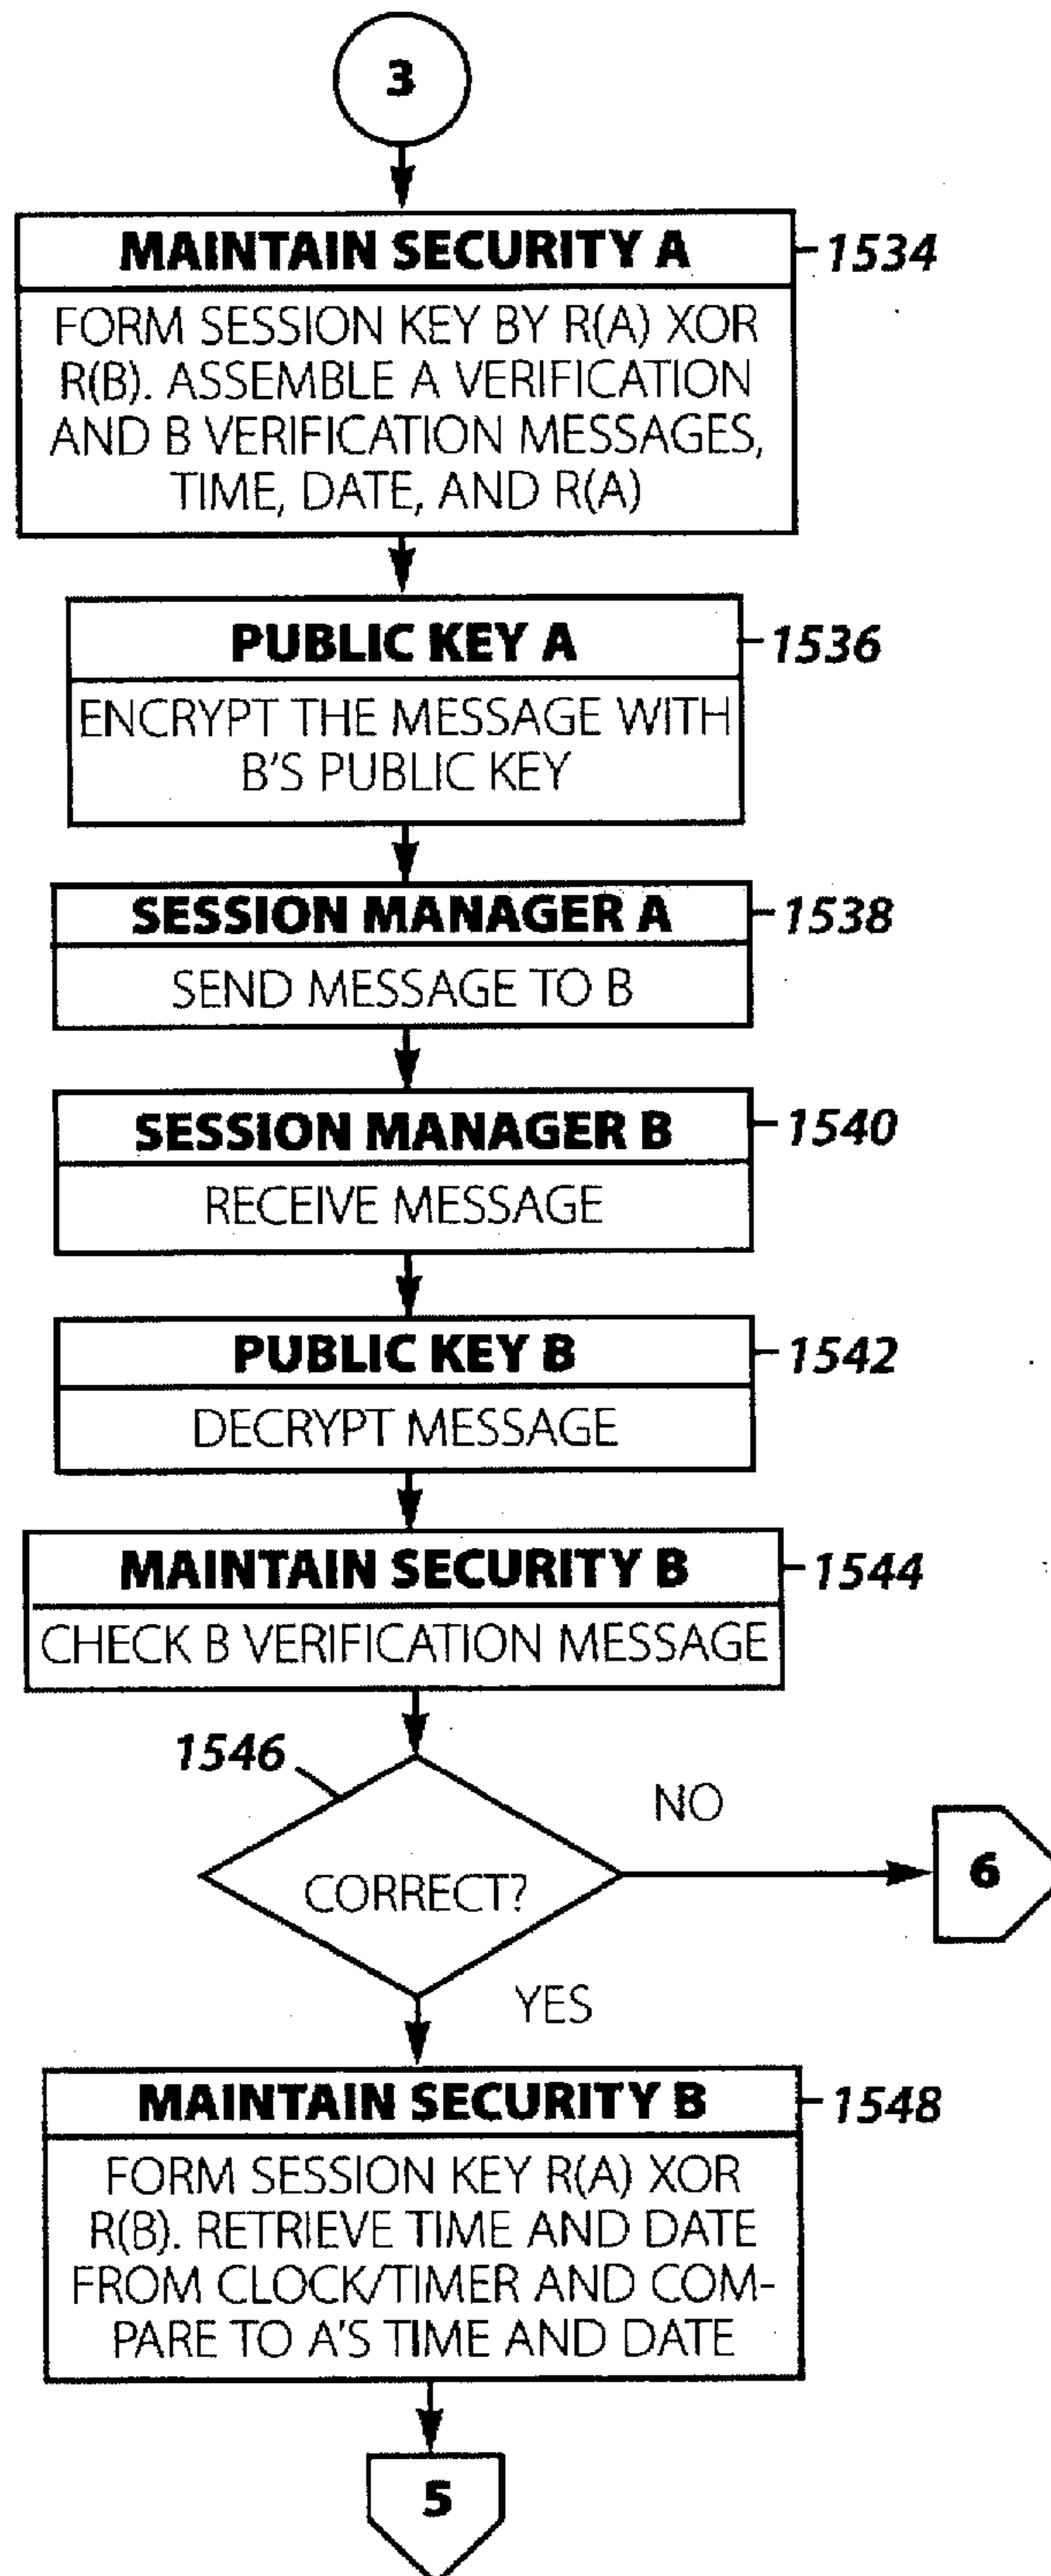 3
MAINTAIN SECURITY A
1534
FORM SESSION KEY BY R(A) XOR
R(B). ASSEMBLE A VERIFICATION
AND B VERIFICATION MESSAGES,
TIME, DATE, AND R(A)
PUBLIC KEY A
1536
ENCRYPT THE MESSAGE WITH
B'S PUBLIC KEY
SESSION MANAGER A
1538
SEND MESSAGE TO B
SESSION MANAGER B
1540
RECEIVE MESSAGE
PUBLIC KEY B
1542
DECRYPT MESSAGE
MAINTAIN SECURITY B
1544
CHECK B VERIFICATION MESSAGE
1546
NO
CORRECT?
6
YES
MAINTAIN SECURITY B
1548
FORM SESSION KEY R(A) XOR
R(B). RETRIEVE TIME AND DATE
FROM CLOCK/TIMER AND COM-
PARE TO A'S TIME AND DATE
5